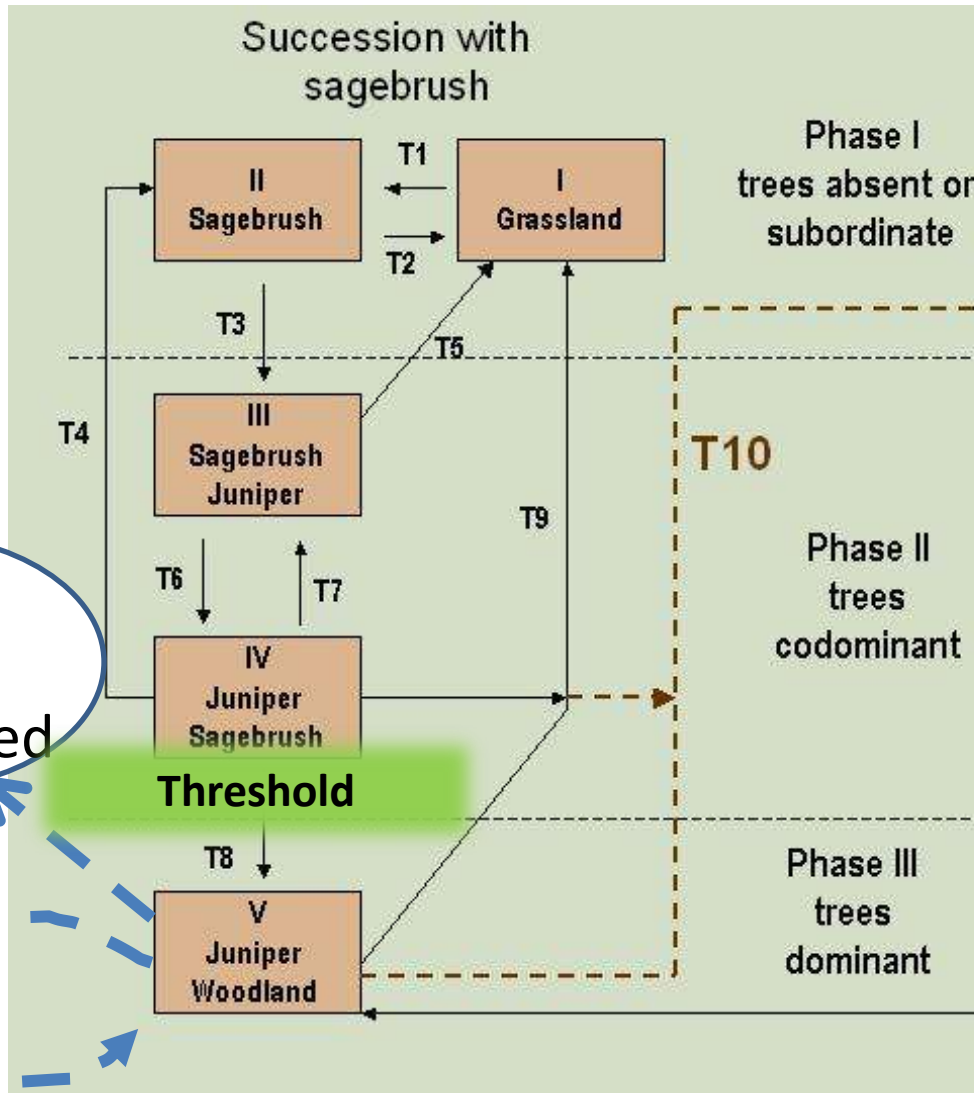 Succession with
sagebrush
II
Sagebrush
T1
T2
I
Grassland
Phase I
trees absent or
subordinate
T3
T5
T4
III
Sagebrush
Juniper
T10
T9
T6
T7
Phase II
trees
codominant
IV
Juniper
Sagebrush
ed
Threshold
T8
Phase III
trees
dominant
V
Juniper
Woodland